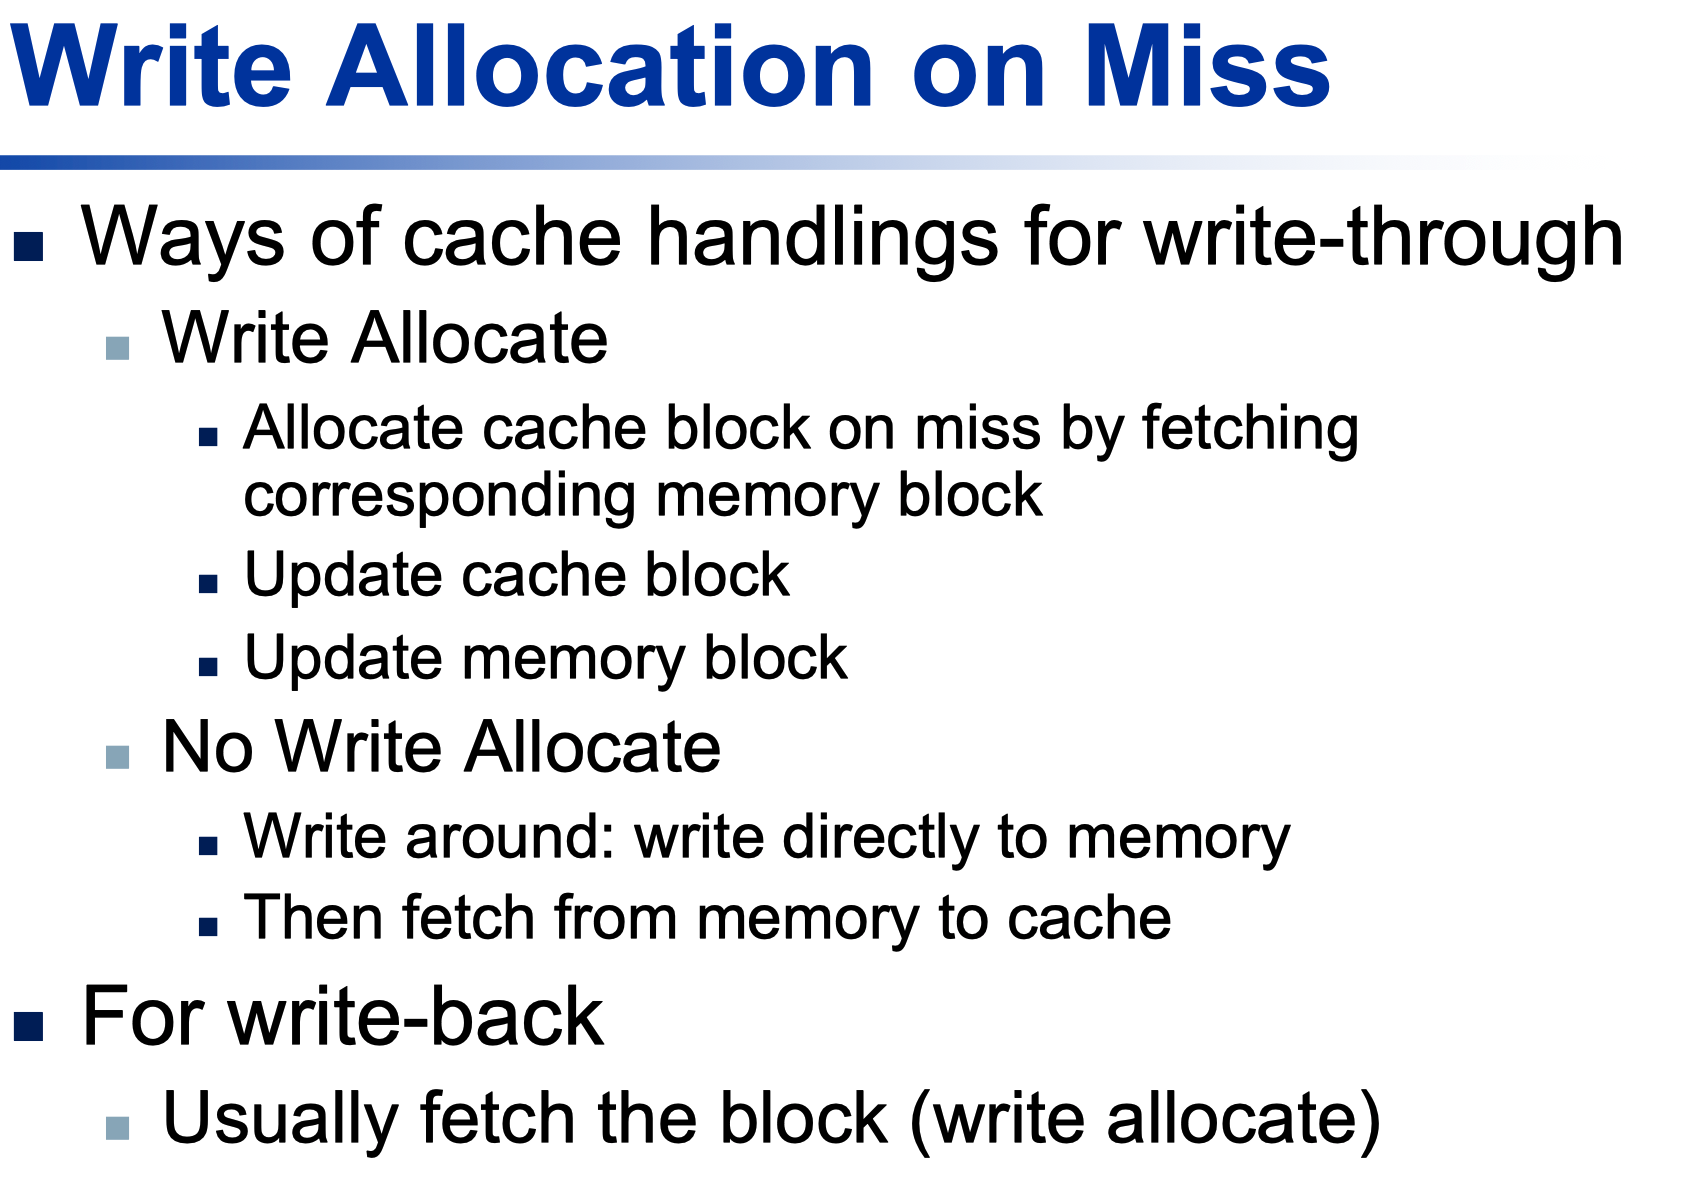 Write Allocation on Miss
Ways of cache handlings for write-through
Write Allocate
Allocate cache block on miss by fetching
corresponding memory block
Update cache block
Update memory block
No Write Allocate
Write around: write directly to memory
Then fetch from memory to cache
For write-back
Usually fetch the block (write allocate)